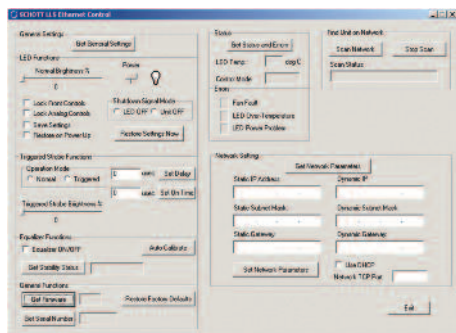 SCHOTT LLS Ethernet Control
General Settings
Get General Settings
LED Functions
Normal Brightness %
0
Power
Lock Front Controls
Lock Analog Controls
Save Settings
Restore on Power Up
Shutdown Signal Mode
LED OFF Unit OFF
Restore Settings Now
Triggered Strobe Functions
Operation Mode
Normal Triggered
0 usec Set Delay
0 usec Set On Time
Triggered Strobe Brightness %
0
Equalizer Functions
Equalizer ON/OFF
Auto Calibrate
Get Stability Status
General Functions
Get Firmware
Restore Factory Defaults
Get Serial Number
Status
Get Status and Errors
LED Temp: deg C
Control Mode:
Errors
Fan Fault
LED Over-Temperature
LED Power Problem
Find Unit on Network
Scan Network Stop Scan
Scan Status:
Network Setting
Get Network Parameters
Static IP Address: Dynamic IP:
Static Subnet Mask: Dynamic Subnet Mask:
Static Gateway: Dynamic Gateway:
Use DHCP
Set Network Parameters
Network TCP Port:
Exit